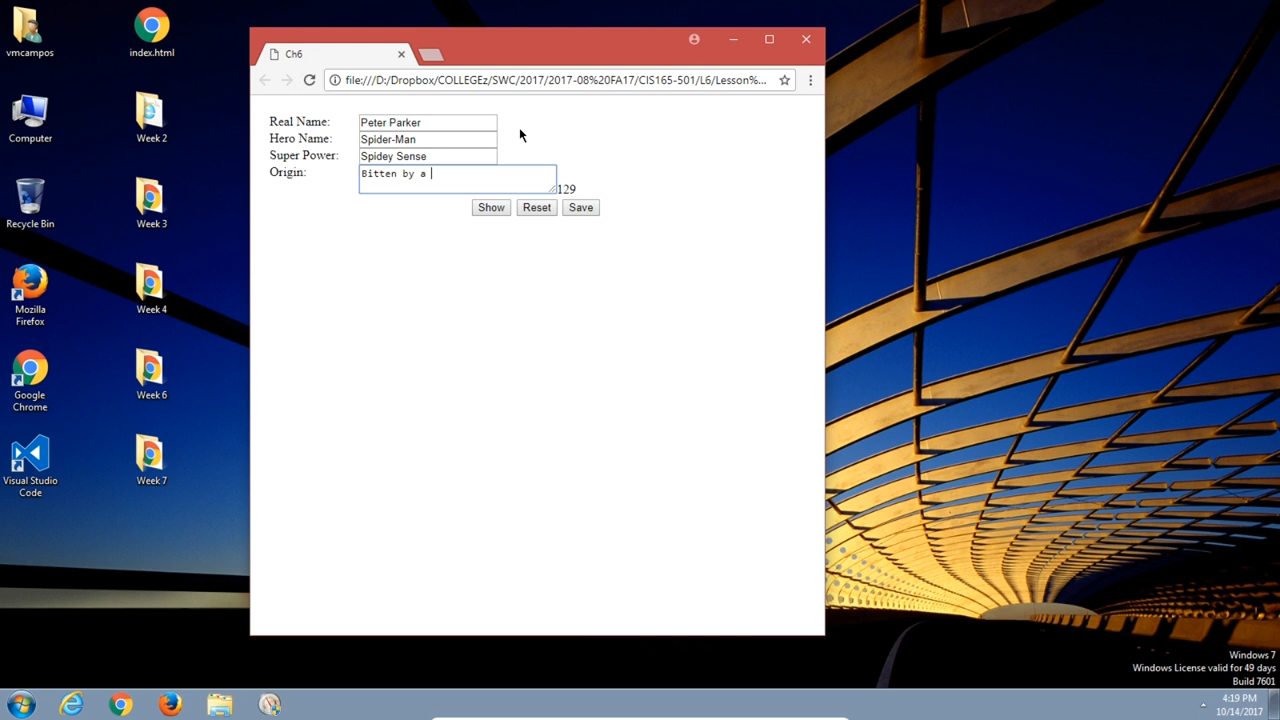 vmcampos
index.html
Computer
Week 2
Recycle Bin
Week 3
Mozilla
Firefox
Week 4
Google
Chrome
Week 6
Visual Studio
Code
Week 7
Ch6
file:///D:/Dropbox/COLLEGEz/SWC/2017/2017-08%20FA17/CIS165-501/L6/Lesson%...
Real Name: Peter Parker
Hero Name: Spider-Man
Super Power: Spidey Sense
Origin: Bitten by a
129
Show Reset Save
Windows 7
Windows License valid for 49 days
Build 7601
4:19 PM
10/14/2017